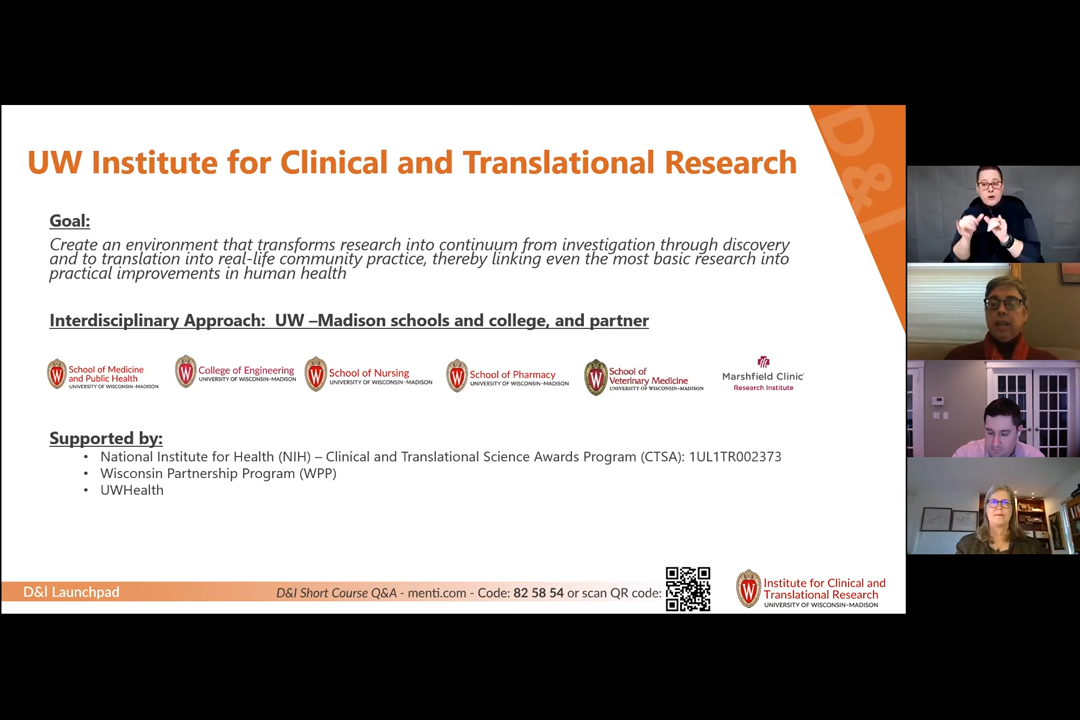 D&I
UW Institute for Clinical and Translational Research
Goal:
Create an environment that transforms research into continuum from investigation through discovery
and to translation into real-life community practice, thereby linking even the most basic research into
practical improvements in human health
Interdisciplinary Approach:  UW –Madison schools and college, and partner
School of Medicine
and Public Health
UNIVERSITY OF WISCONSIN–MADISON
College of Engineering
UNIVERSITY OF WISCONSIN–MADISON
School of Nursing
UNIVERSITY OF WISCONSIN–MADISON
School of Pharmacy
UNIVERSITY OF WISCONSIN–MADISON
School of
Veterinary Medicine
UNIVERSITY OF WISCONSIN–MADISON
Marshfield Clinic
Research Institute
Supported by:
• National Institute for Health (NIH) – Clinical and Translational Science Awards Program (CTSA): 1UL1TR002373
• Wisconsin Partnership Program (WPP)
• UWHealth
D&I Launchpad
D&I Short Course Q&A - menti.com - Code: 82 58 54 or scan QR code:
Institute for Clinical and
Translational Research
UNIVERSITY OF WISCONSIN–MADISON